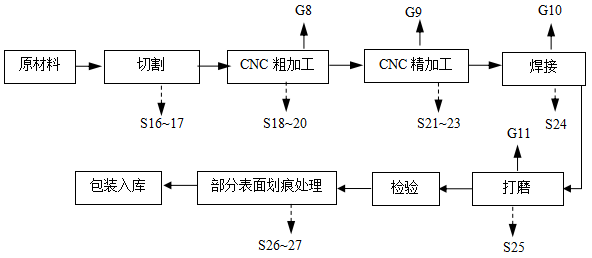 G8
G9
G10
原材料
切割
CNC 粗加工
CNC 精加工
焊接
S16~17
S18~20
S21~23
S24
G11
包装入库
部分表面划痕处理
检验
打磨
S26~27
S25